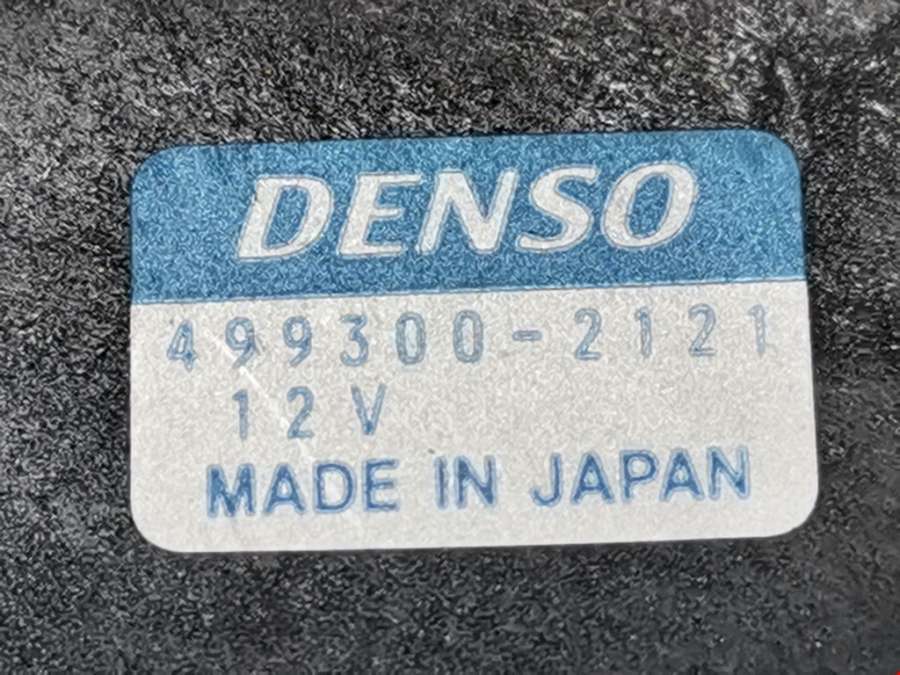 DENSO
499300-2121
12V
MADE IN JAPAN